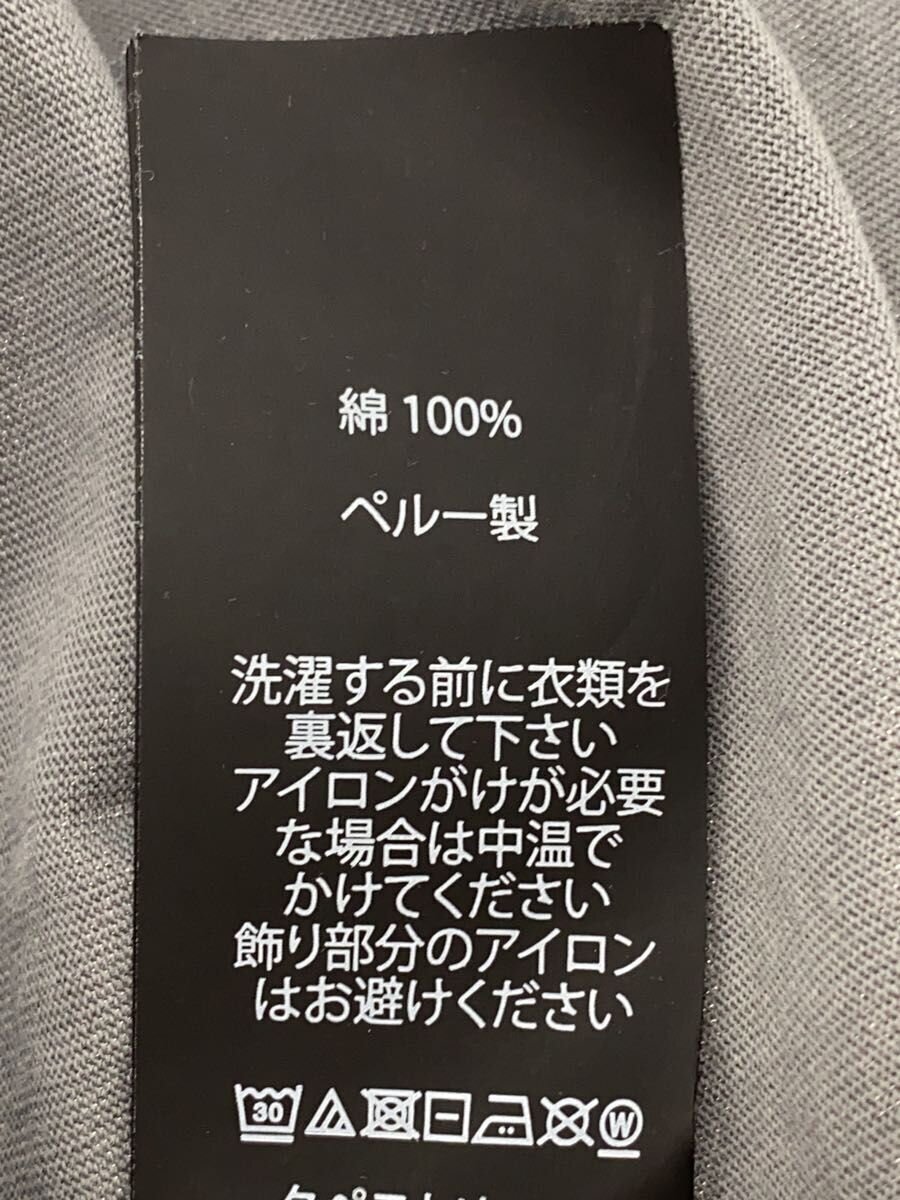 綿 100%
ペルー製
洗濯する前に衣類を
裏返して下さい
アイロンがけが必要
な場合は中温で
かけてください
飾り部分のアイロン
はお避けください
30 W